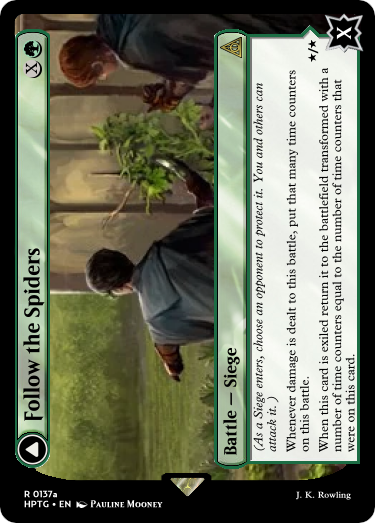 Follow the Spiders
X
Battle — Siege
(As a Siege enters, choose an opponent to protect it. You and others can
attack it.)
Whenever damage is dealt to this battle, put that many time counters
on this battle.
When this card is exiled return it to the battlefield transformed with a
number of time counters equal to the number of time counters that
were on this card.
★/★
X
R 0137a
HPTG • EN Pauline Mooney
J. K. Rowling